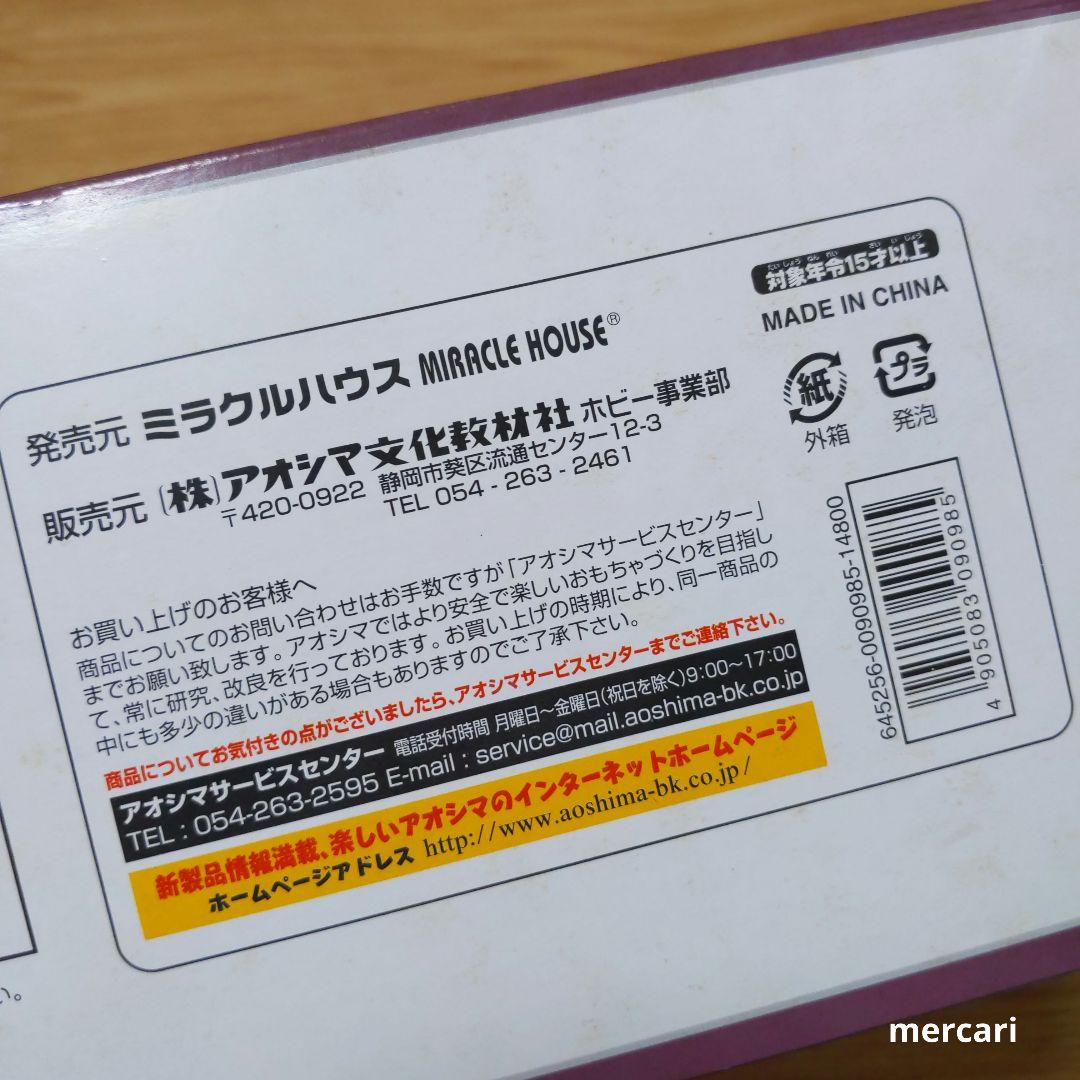 対象年令15才以上
たいしょうねんれい さい い じょう
MADE IN CHINA
発売元 ミラクルハウス MIRACLE HOUSE®
販売元 (株)アオシマ文化教材社 ホビー事業部
〒420-0922 静岡市葵区流通センター12-3
TEL 054-263-2461
紙
外箱
プラ
発泡
お買い上げのお客様へ
商品についてのお問い合わせはお手数ですが「アオシマサービスセンター」
までお願い致します。アオシマではより安全で楽しいおもちゃづくりを目指し
て、常に研究、改良を行っております。お買い上げの時期により、同一商品の
中にも多少の違いがある場合もありますのでご了承下さい。
商品についてお気付きの点がございましたら、アオシマサービスセンターまでご連絡下さい。
アオシマサービスセンター 電話受付時間 月曜日〜金曜日(祝日を除く)9:00〜17:00
TEL : 054-263-2595 E-mail : service@mail.aoshima-bk.co.jp
新製品情報満載、楽しいアオシマのインターネットホームページ
ホームページアドレス http://www.aoshima-bk.co.jp/
645256-0090985-14800
4 905083 090985
い。
mercari